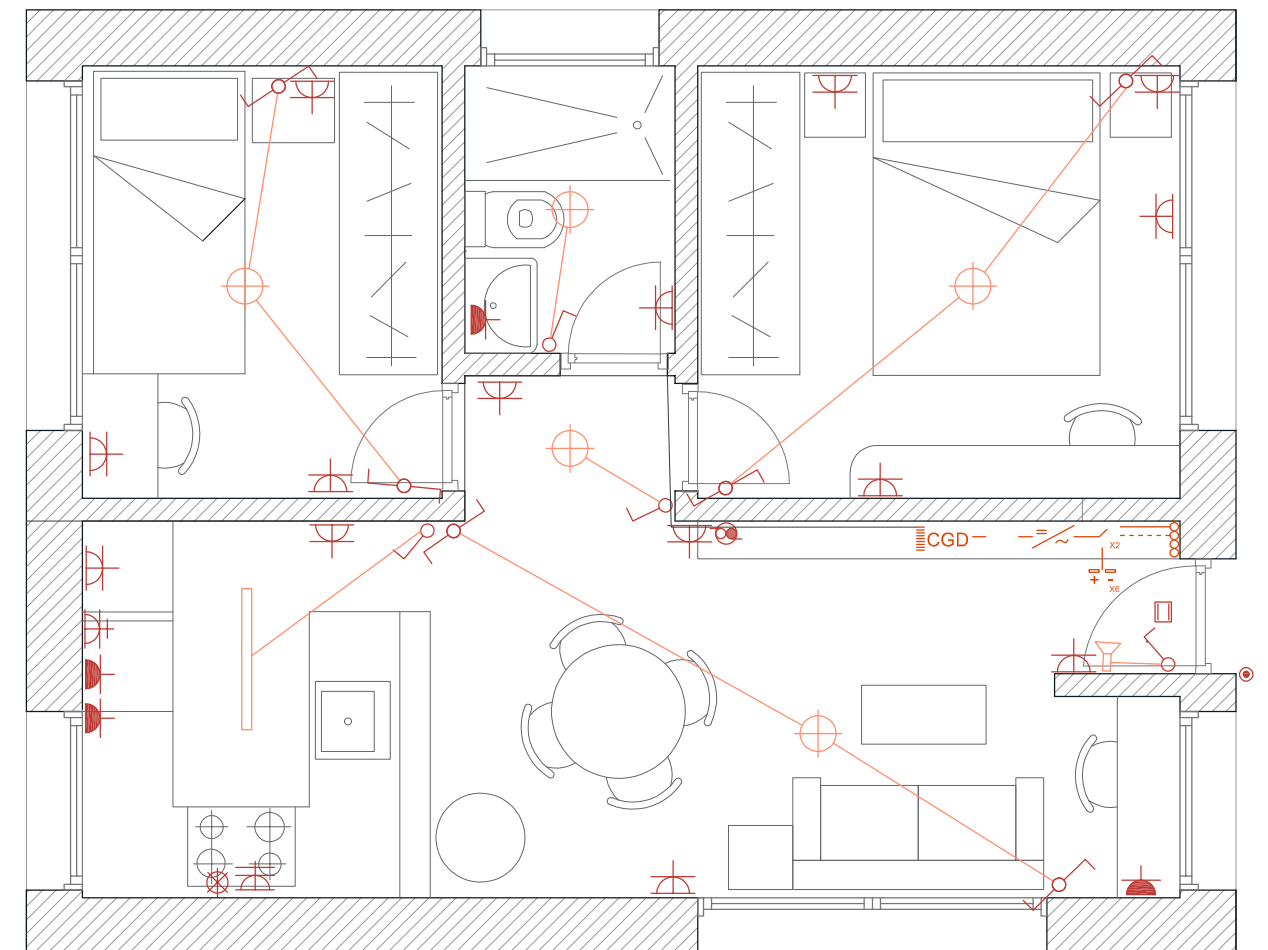 CGD
=
~
X2
+ -
X6